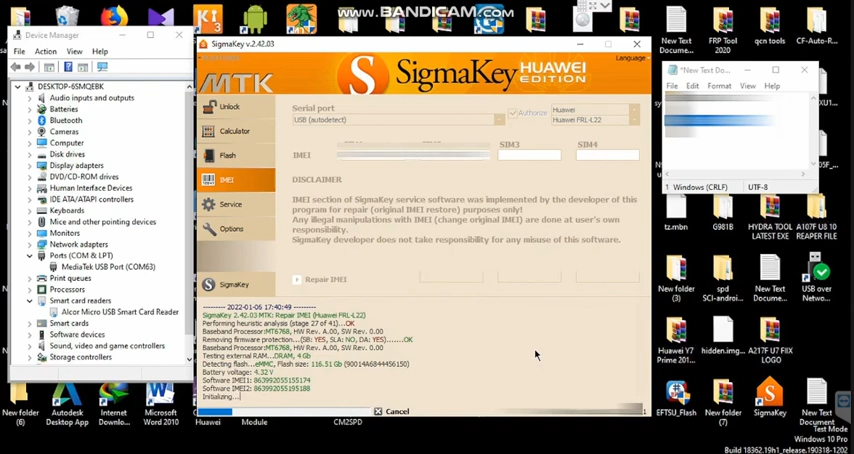 WWW.BANDICAM.COM
Device Manager
File Action View Help
DESKTOP-6SMQEBK
Audio inputs and outputs
Batteries
Bluetooth
Cameras
Computer
Disk drives
Display adapters
DVD/CD-ROM drives
Human Interface Devices
IDE ATA/ATAPI controllers
Keyboards
Mice and other pointing devices
Monitors
Network adapters
Ports (COM & LPT)
MediaTek USB Port (COM63)
Print queues
Processors
Smart card readers
Alcor Micro USB Smart Card Reader
Smart cards
Software devices
Sound, video and game controllers
Storage controllers
SigmaKey v.2.42.03
Language
MTK
SigmaKey HUAWEI EDITION
Unlock
Calculator
Flash
IMEI
Service
Options
SigmaKey
Serial port
USB (autodetect)
Authorize
Huawei
Huawei FRL-L22
IMEI
SIM3
SIM4
DISCLAIMER
IMEI section of SigmaKey service software was implemented by the developer of this
program for repair (original IMEI restore) purposes only!
Any illegal manipulations with IMEI (change original IMEI) are done at user's own
responsibility.
SigmaKey developer does not take responsibility for any misuse of this software.
Repair IMEI
--------- 2022-01-06 17:40:49 ---------
SigmaKey 2.42.03 MTK: Repair IMEI (Huawei FRL-L22)
Performing heuristic analysis (stage 27 of 41)...OK
Baseband Processor:MT6768, HW Rev. A.00, SW Rev. 0.00
Removing firmware protection...(SB: YES, SLA: NO, DA: YES)......OK
Baseband Processor:MT6768, HW Rev. A.00, SW Rev. 0.00
Testing external RAM...DRAM, 4 Gb
Detecting flash...eMMC, Flash size: 116.51 Gb (90014A6844456150)
Battery voltage: 4.32 V
Software IMEI1: 863992055155174
Software IMEI2: 863992055195188
Initializing...
Cancel
1
Huawei
CM2SPD
*New Text Do...
File Edit Format View Help
1 Windows (CRLF) UTF-8
New Text Docume...
FRP Tool 2020
qcn tools
CF-Auto-R...
tz.mbn
G981B
HYDRA TOOL LATEST EXE
A107F U8 10 REAPER FILE
New Folder (3)
spd SCI-android...
New Text Docume...
USB over Networ...
Huawei Y7 Prime 201...
hidden.img...
A217F U7 FIIX LOGO
New folder (6)
Autodesk Desktop App
Internet Downlo...
Microsoft Word 2010
EFTSU_Flash
New folder (7)
SigmaKey
New Text Document
Test Mode
Windows 10 Pro
Build 18362.19h1_release.190318-1202